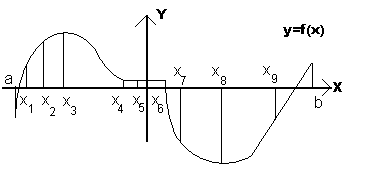 Y
y=f(x)
a
x₁ x₂ x₃ x₄ x₅ x₆ x₇ x₈ x₉
b
X